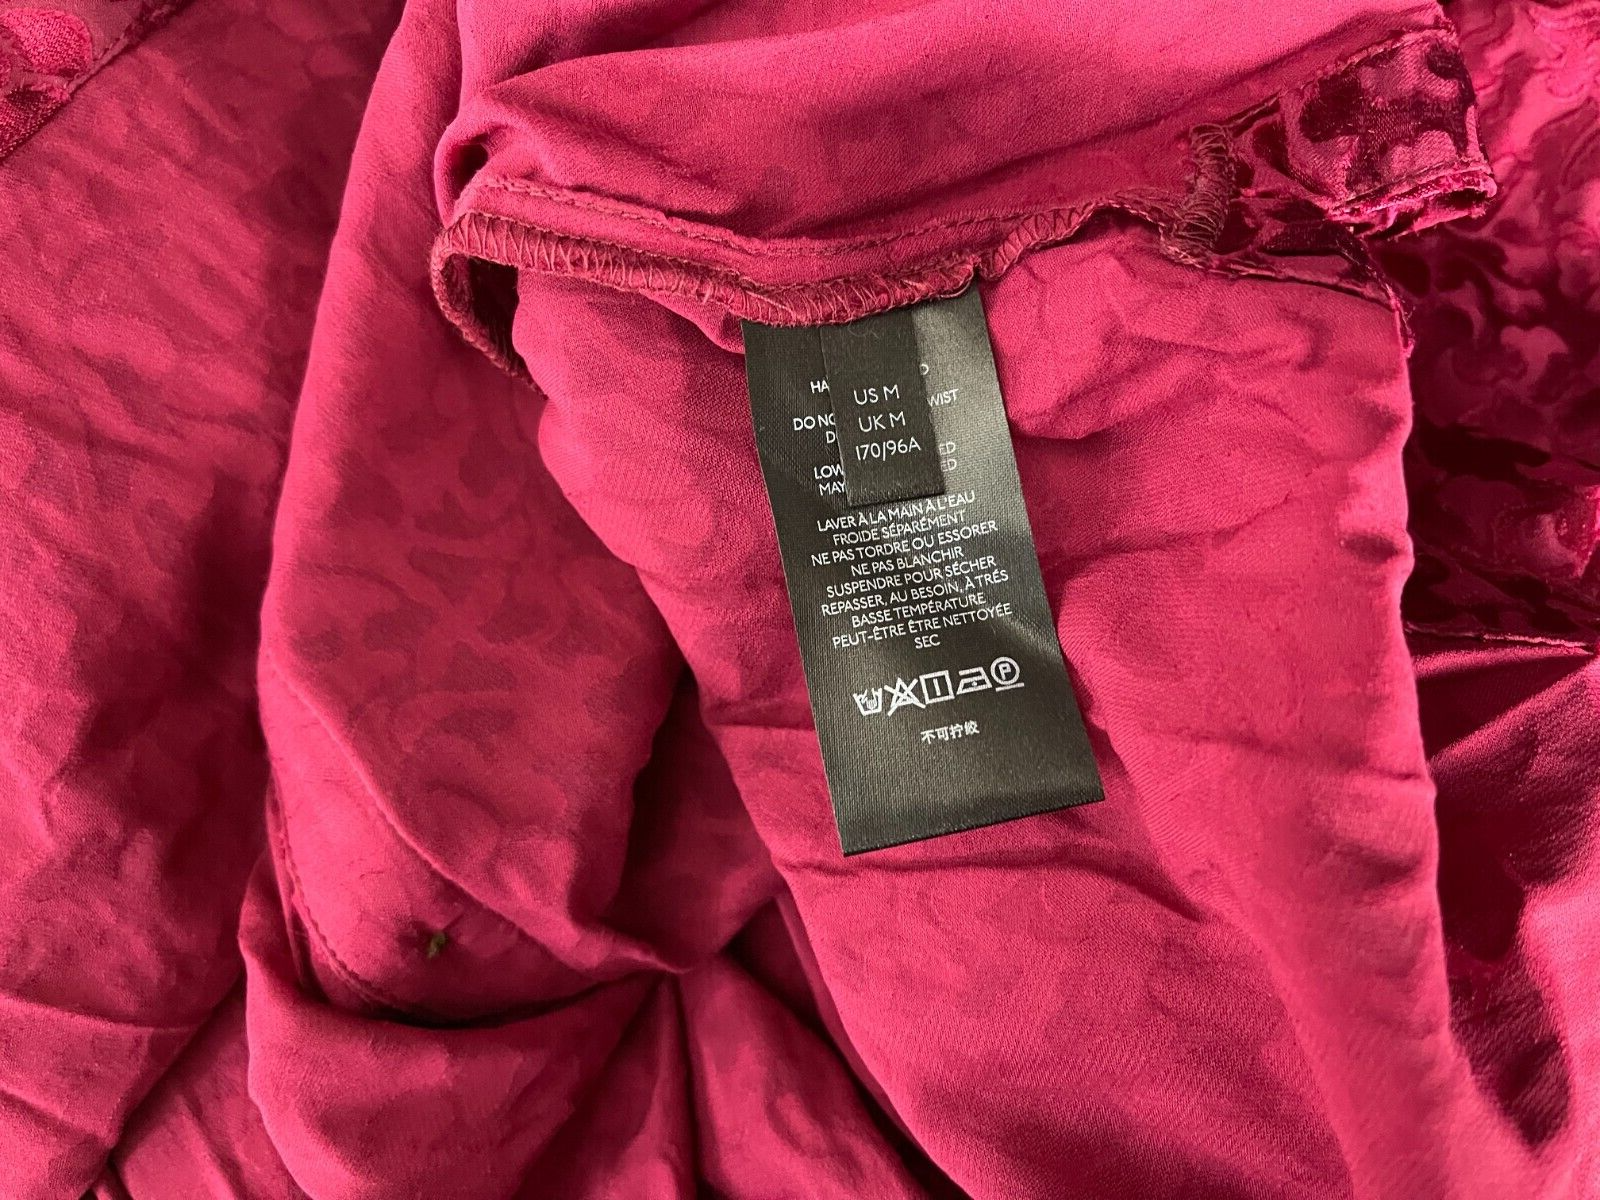 US M
UK M
170/96A
LAVER À LA MAIN À L'EAU
FROIDE SÉPARÉMENT
NE PAS TORDRE OU ESSORER
NE PAS BLANCHIR
SUSPENDRE POUR SÉCHER
REPASSER, AU BESOIN, À TRÉS
BASSE TEMPÉRATURE
PEUT-ÊTRE ÊTRE NETTOYÉE
SEC
P
不可拧绞